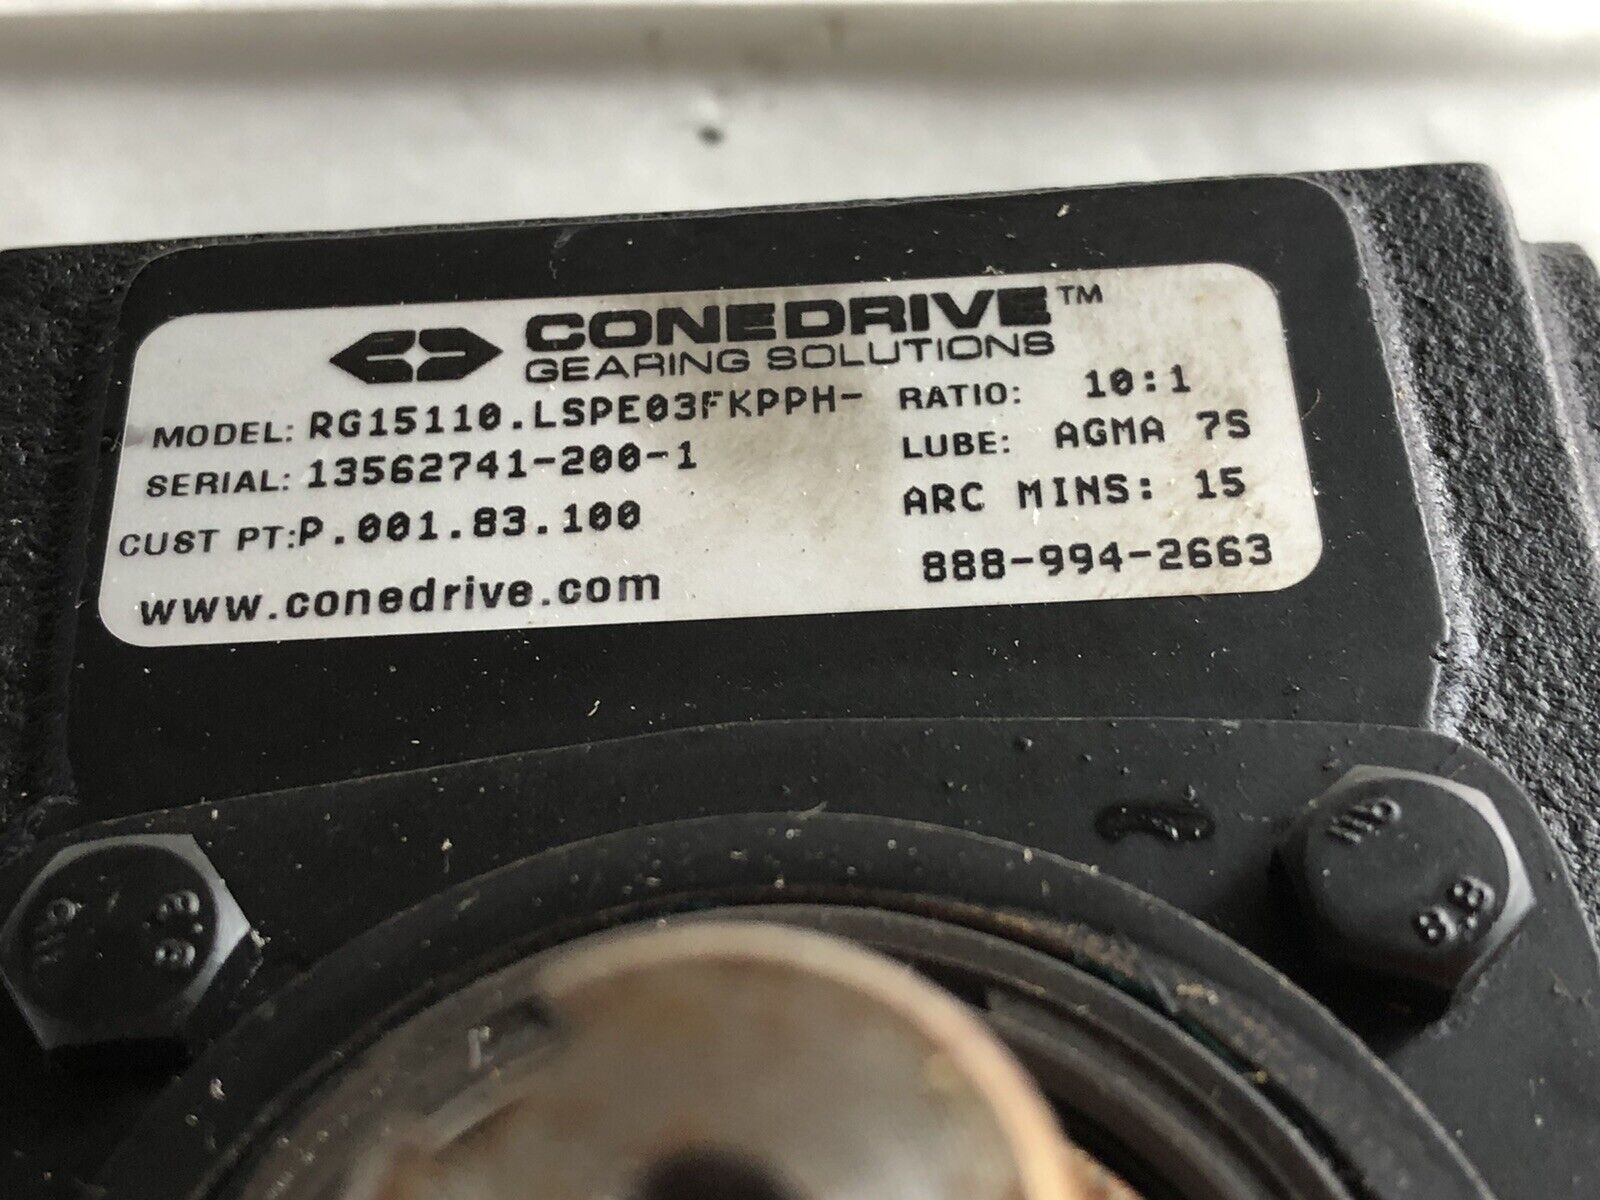 CONEDRIVE™
GEARING SOLUTIONS
MODEL: RG15110.LSPE03FKPPH-
SERIAL: 13562741-200-1
CUST PT:P.001.83.100
www.conedrive.com
RATIO: 10:1
LUBE: AGMA 7S
ARC MINS: 15
888-994-2663
8.8
8.8